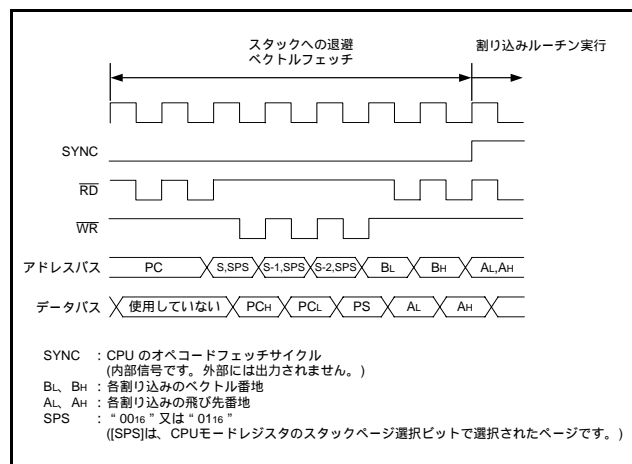 スタックへの退避
ベクトルフェッチ
割り込みルーチン実行
SYNC
RD
WR
アドレスバス PC S,SPS S-1,SPS S-2,SPS BL BH AL,AH
データバス 使用していない PCH PCL PS AL AH
SYNC : CPU のオペコードフェッチサイクル
(内部信号です。外部には出力されません。)
BL、BH : 各割り込みのベクトル番地
AL、AH : 各割り込みの飛び先番地
SPS : “ 0016 ” 又は “ 0116 ”
([SPS]は、CPUモードレジスタのスタックページ選択ビットで選択されたページです。)